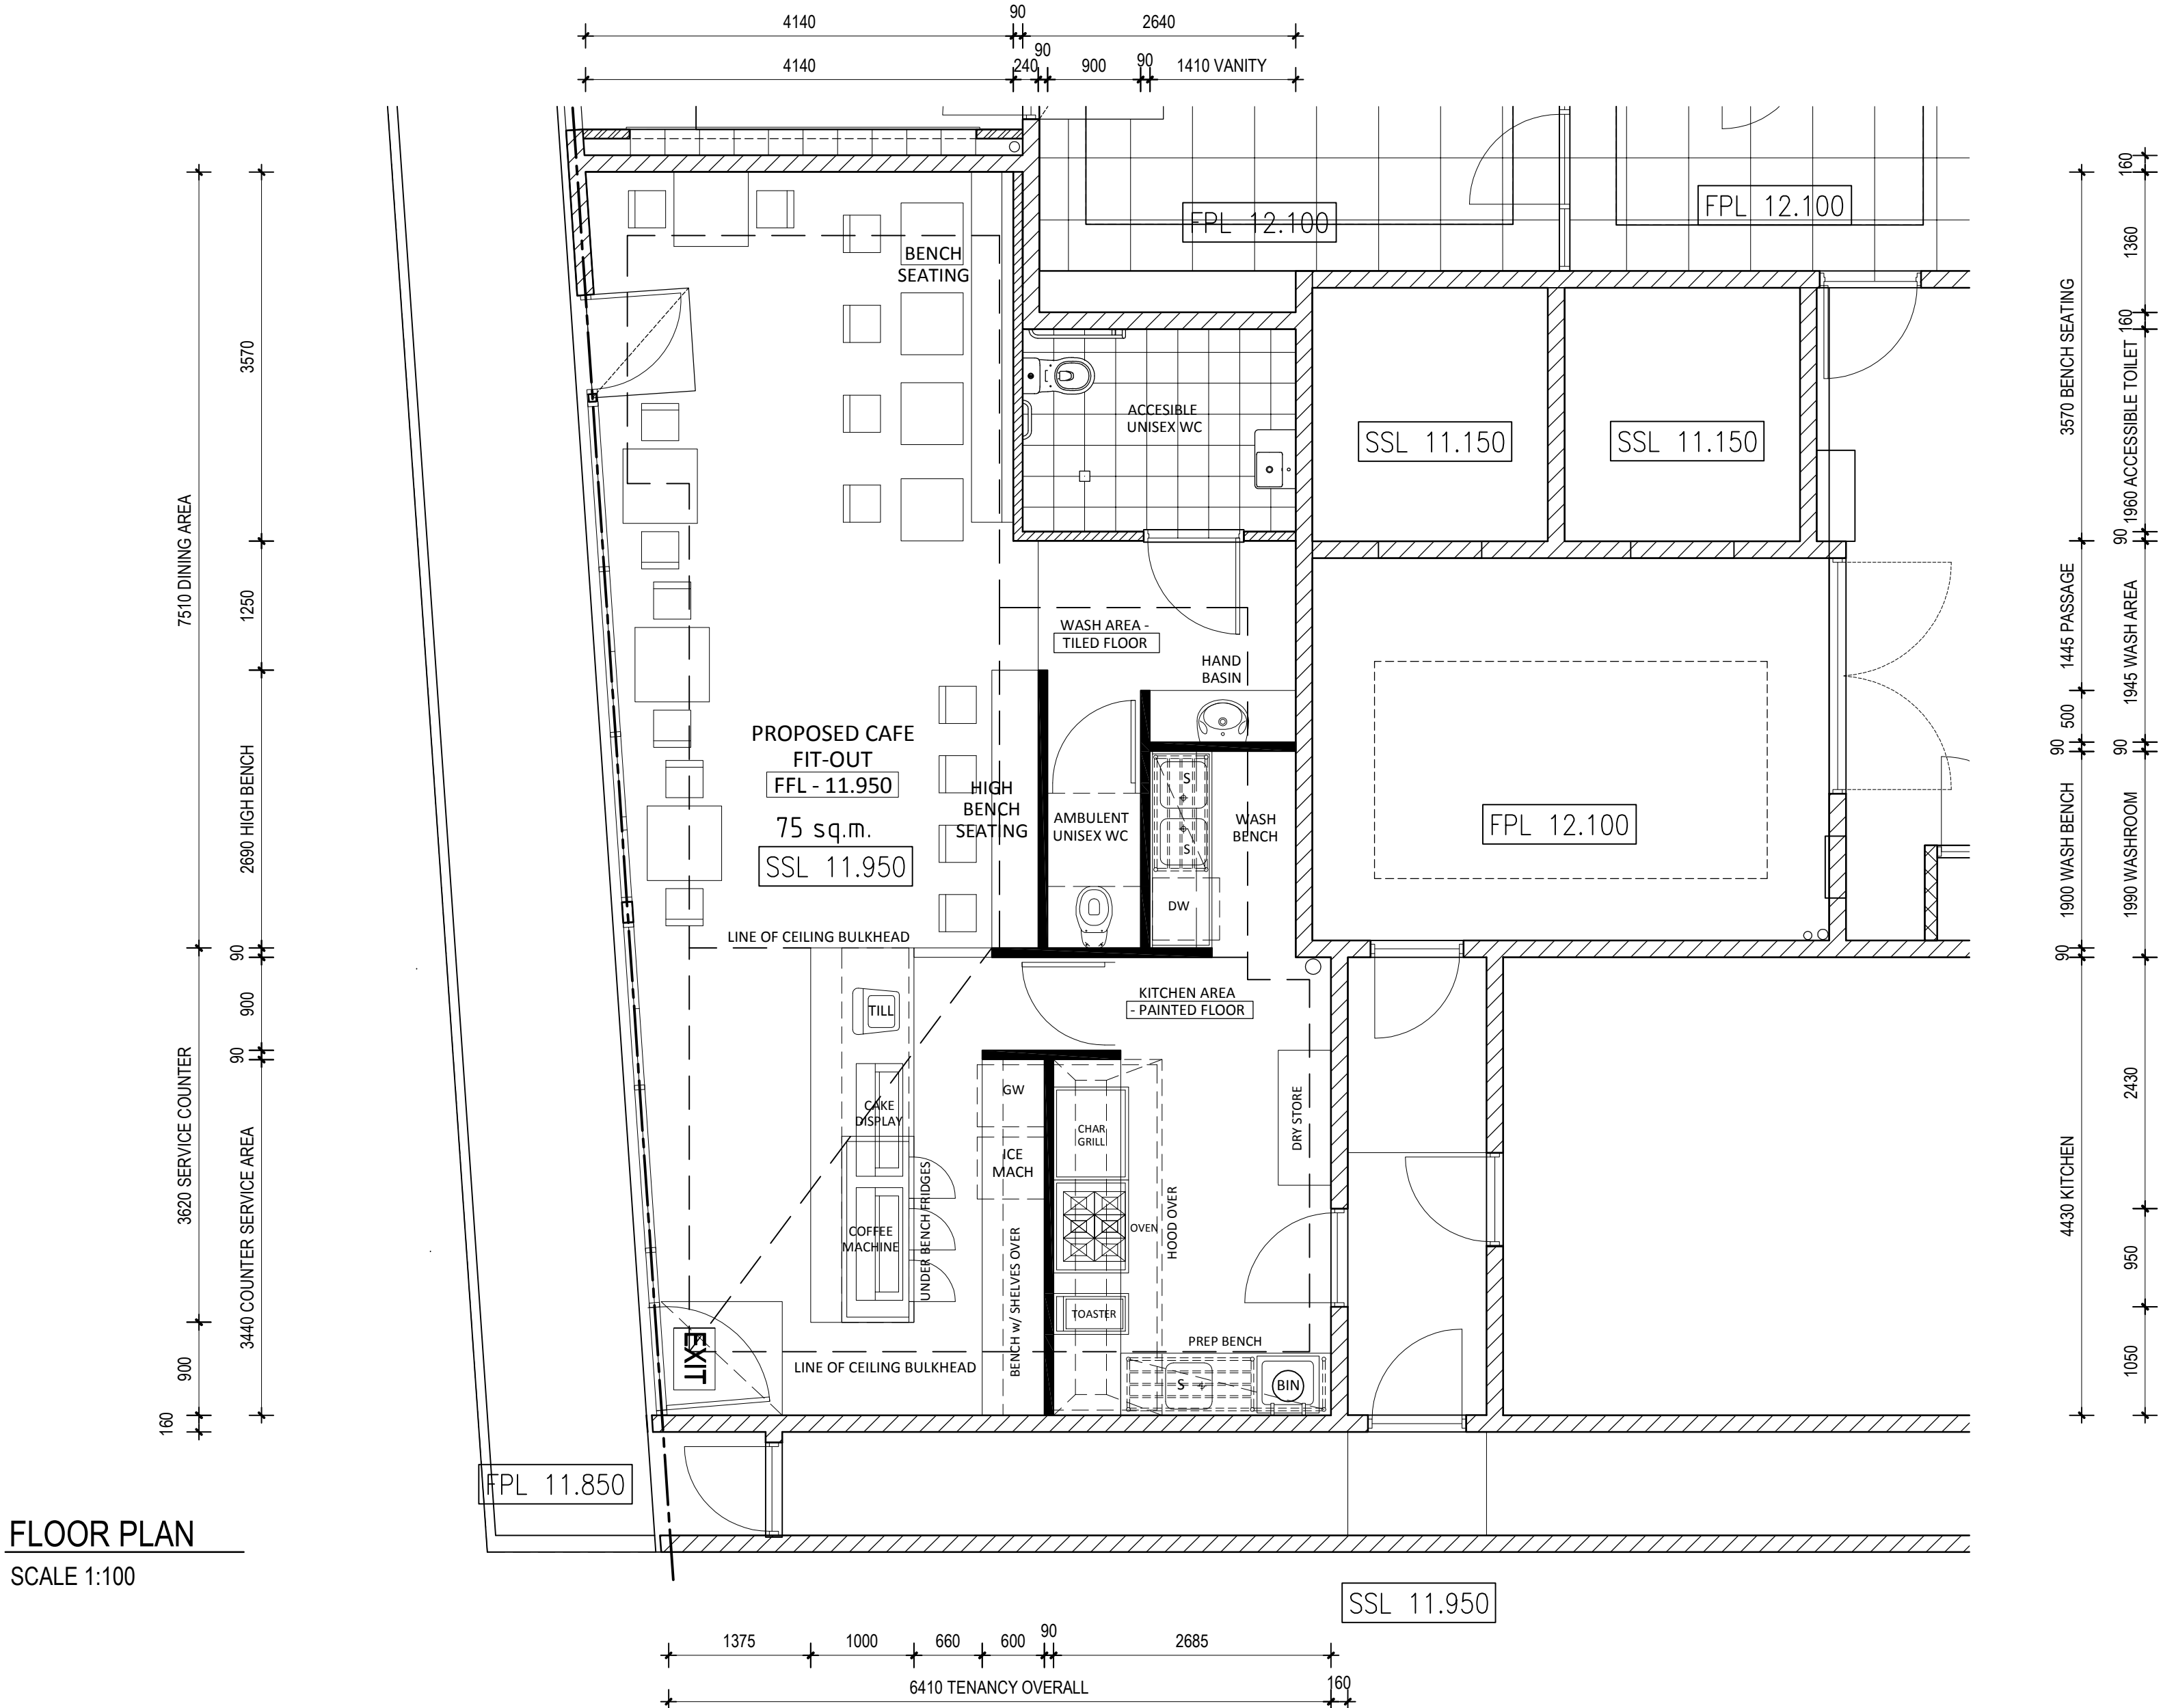 4140
90
2640
4140
240
90
900
90
1410 VANITY
FPL 12.100
FPL 12.100
BENCH
SEATING
ACCESIBLE
UNISEX WC
SSL 11.150
SSL 11.150
WASH AREA -
TILED FLOOR
HAND
BASIN
PROPOSED CAFE
FIT-OUT
FFL - 11.950
75 sq.m.
SSL 11.950
HIGH
BENCH
SEATING
AMBULENT
UNISEX WC
S
S
WASH
BENCH
DW
FPL 12.100
LINE OF CEILING BULKHEAD
TILL
KITCHEN AREA
- PAINTED FLOOR
CAKE
DISPLAY
GW
ICE
MACH
CHAR
GRILL
DRY STORE
COFFEE
MACHINE
UNDER BENCH FRIDGES
BENCH w/ SHELVES OVER
OVEN
HOOD OVER
TOASTER
PREP BENCH
S
BIN
EXIT
LINE OF CEILING BULKHEAD
FPL 11.850
SSL 11.950
7510 DINING AREA
3620 SERVICE COUNTER
900
160
3570
1250
2690 HIGH BENCH
90
900
90
3440 COUNTER SERVICE AREA
3570 BENCH SEATING
1445 PASSAGE
500
90
1900 WASH BENCH
90
4430 KITCHEN
160
1360
160
1960 ACCESSIBLE TOILET
90
1945 WASH AREA
90
1990 WASHROOM
2430
950
1050
FLOOR PLAN
SCALE 1:100
1375
1000
660
600
90
2685
6410 TENANCY OVERALL
160